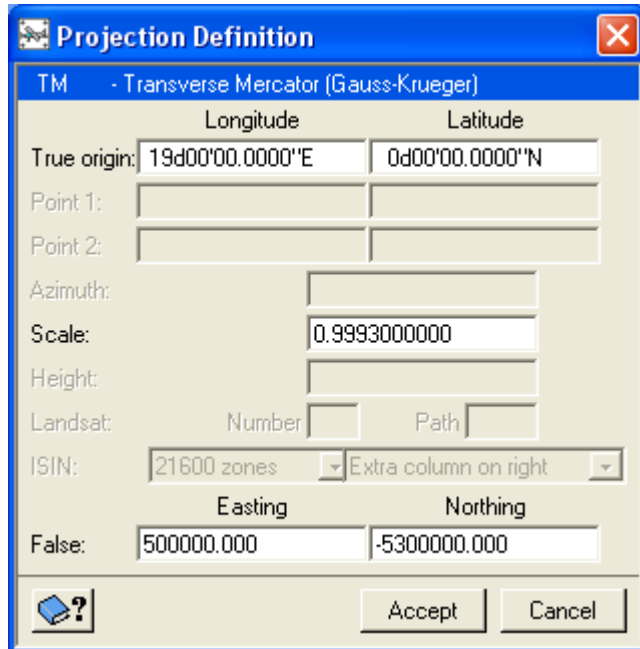 Projection Definition
TM - Transverse Mercator (Gauss-Krueger)
Longitude Latitude
True origin: 19d00'00.0000''E 0d00'00.0000''N
Point 1:
Point 2:
Azimuth:
Scale: 0.9993000000
Height:
Landsat: Number Path
ISIN: 21600 zones Extra column on right
Easting Northing
False: 500000.000 -5300000.000
? Accept Cancel